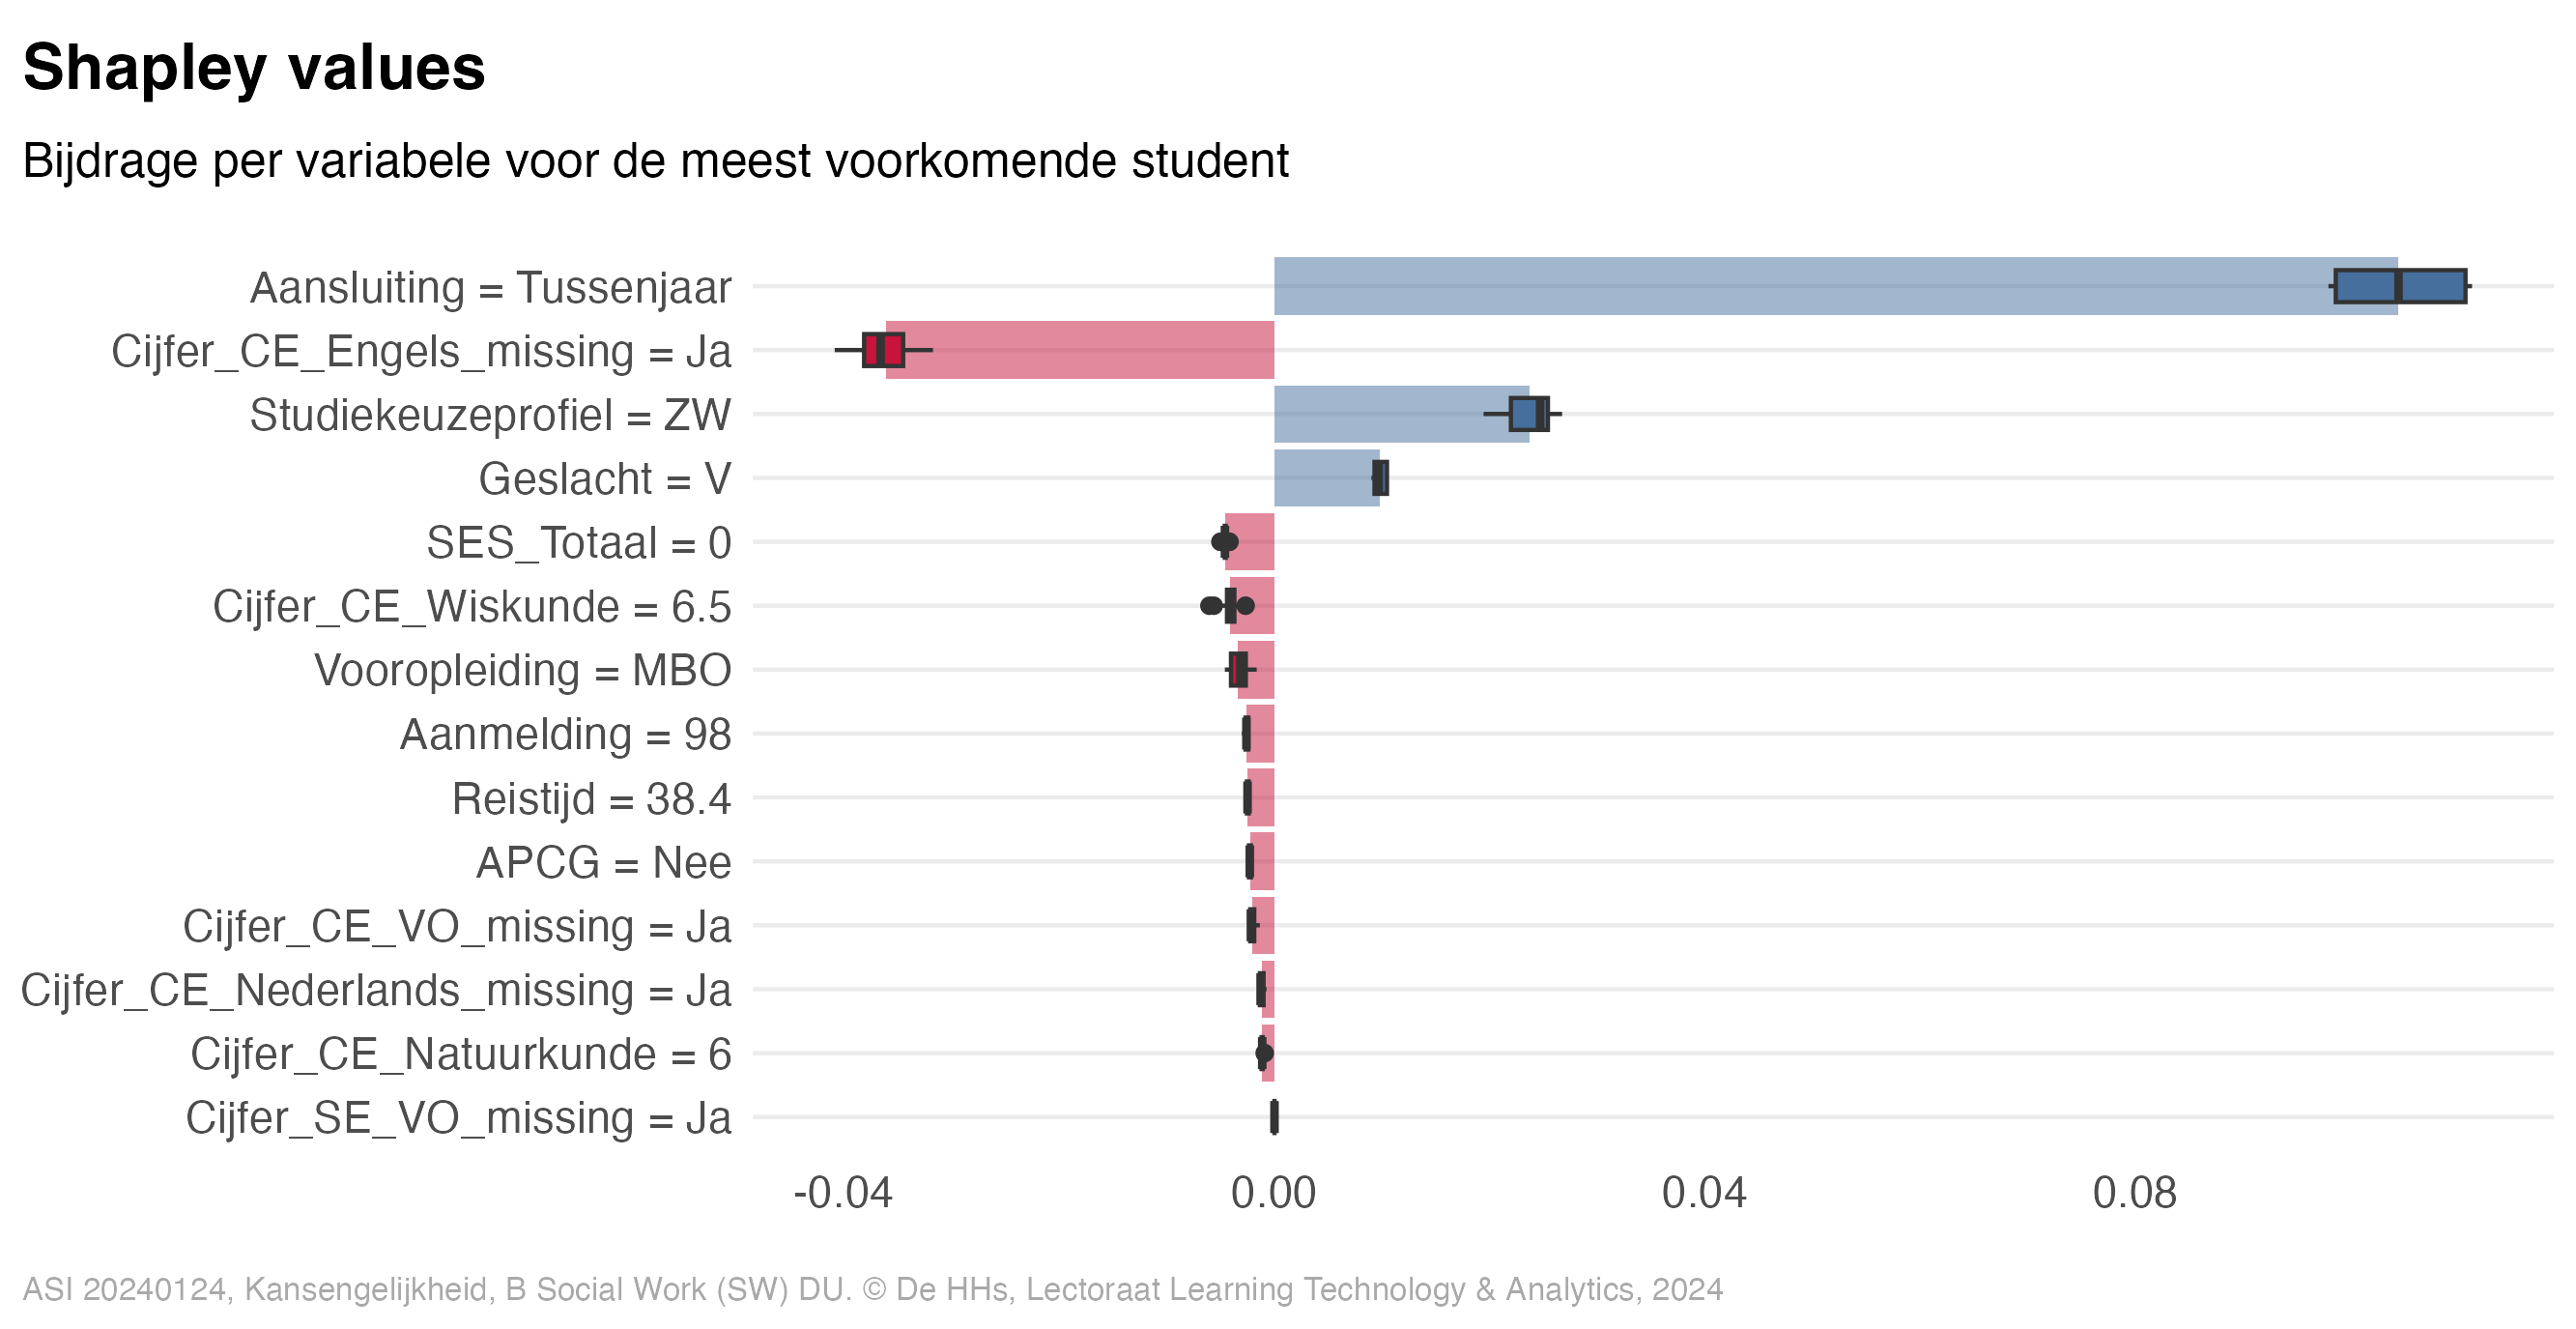 Shapley values
Bijdrage per variabele voor de meest voorkomende student
Aansluiting = Tussenjaar
Cijfer_CE_Engels_missing = Ja
Studiekeuzeprofiel = ZW
Geslacht = V
SES_Totaal = 0
Cijfer_CE_Wiskunde = 6.5
Vooropleiding = MBO
Aanmelding = 98
Reistijd = 38.4
APCG = Nee
Cijfer_CE_VO_missing = Ja
Cijfer_CE_Nederlands_missing = Ja
Cijfer_CE_Natuurkunde = 6
Cijfer_SE_VO_missing = Ja
-0.04 0.00 0.04 0.08
ASI 20240124, Kansengelijkheid, B Social Work (SW) DU. © De HHs, Lectoraat Learning Technology & Analytics, 2024